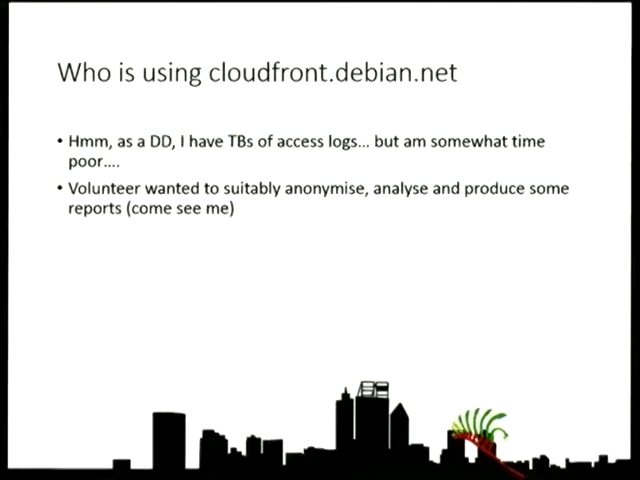 Who is using cloudfront.debian.net
• Hmm, as a DD, I have TBs of access logs... but am somewhat time
poor....
• Volunteer wanted to suitably anonymise, analyse and produce some
reports (come see me)